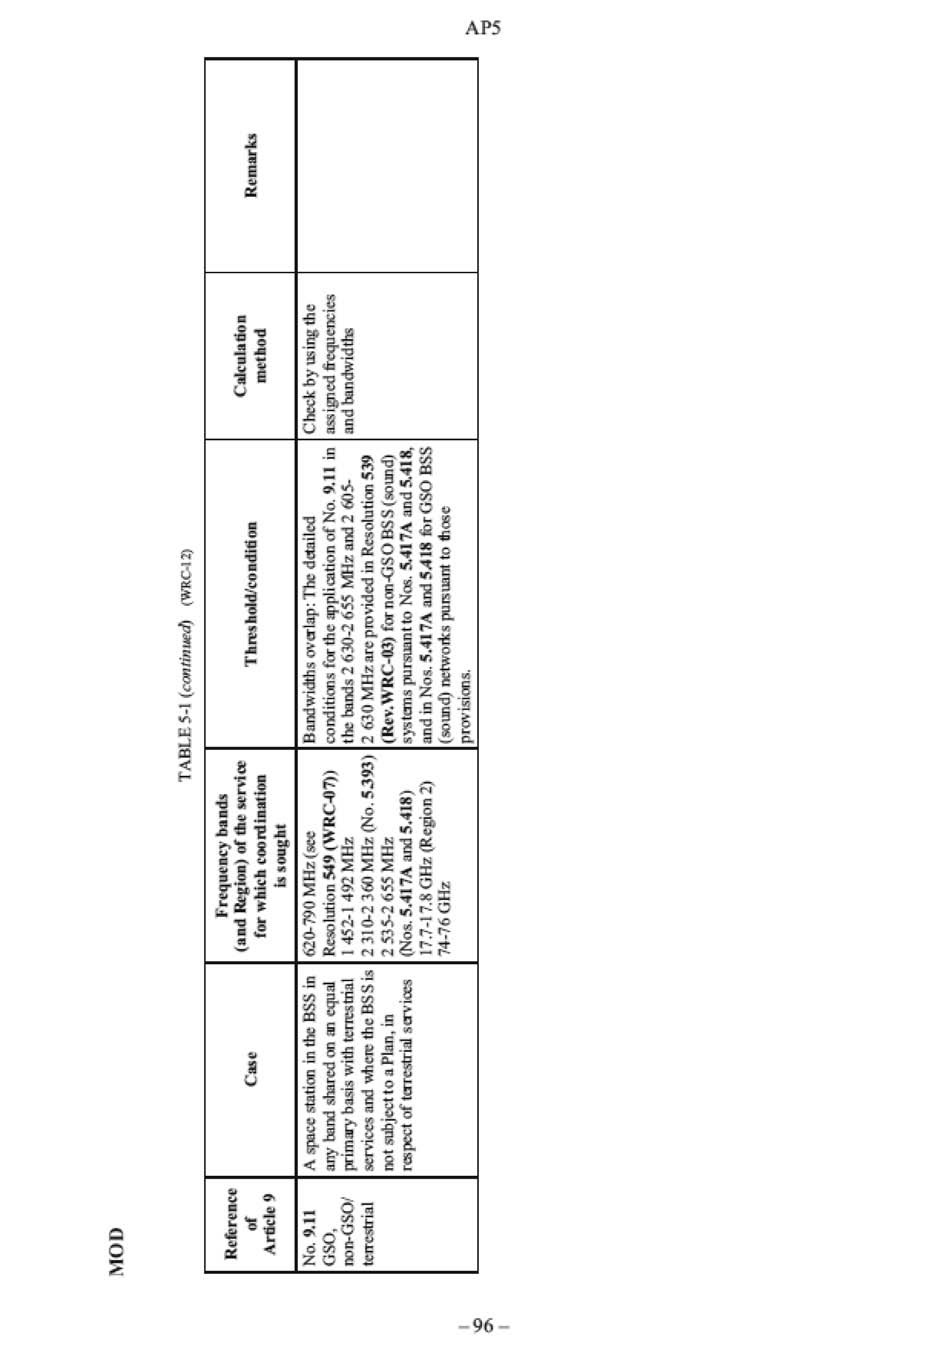 AP5
MOD
TABLE 5-1 (continued) (WRC-12)
Reference
of
Article 9
Case
Frequency bands
(and Region) of the service
for which coordination
is sought
Threshold/condition
Calculation
method
Remarks
No. 9.11
GSO,
non-GSO/
terrestrial
A space station in the BSS in
any band shared on an equal
primary basis with terrestrial
services and where the BSS is
not subject to a Plan, in
respect of terrestrial services
620-790 MHz (see
Resolution 549 (WRC-07))
1 452-1 492 MHz
2 310-2 360 MHz (No. 5.393)
2 535-2 655 MHz
(Nos. 5.417A and 5.418)
17.7-17.8 GHz (Region 2)
74-76 GHz
Bandwidths overlap: The detailed
conditions for the application of No. 9.11 in
the bands 2 630-2 655 MHz and 2 605-
2 630 MHz are provided in Resolution 539
(Rev.WRC-03) for non-GSO BSS (sound)
systems pursuant to Nos. 5.417A and 5.418,
and in Nos. 5.417A and 5.418 for GSO BSS
(sound) networks pursuant to those
provisions.
Check by using the
assigned frequencies
and bandwidths
– 96 –